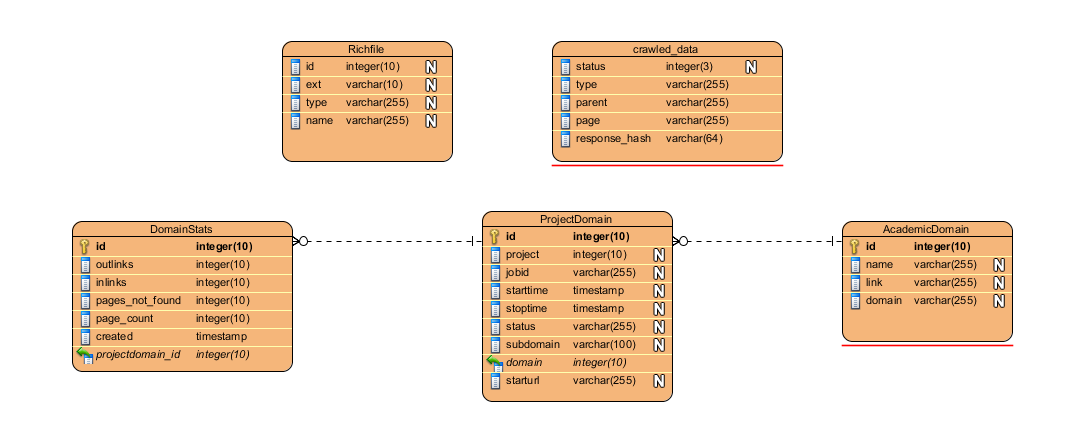 Richfile
id integer(10) N
ext varchar(10) N
type varchar(255) N
name varchar(255) N
crawled_data
status integer(3) N
type varchar(255)
parent varchar(255)
page varchar(255)
response_hash varchar(64)
DomainStats
id integer(10)
outlinks integer(10)
inlinks integer(10)
pages_not_found integer(10)
page_count integer(10)
created timestamp
projectdomain_id integer(10)
ProjectDomain
id integer(10)
project integer(10) N
jobid varchar(255) N
starttime timestamp N
stoptime timestamp N
status varchar(255) N
subdomain varchar(100) N
domain integer(10)
starturl varchar(255) N
AcademicDomain
id integer(10)
name varchar(255) N
link varchar(255) N
domain varchar(255) N